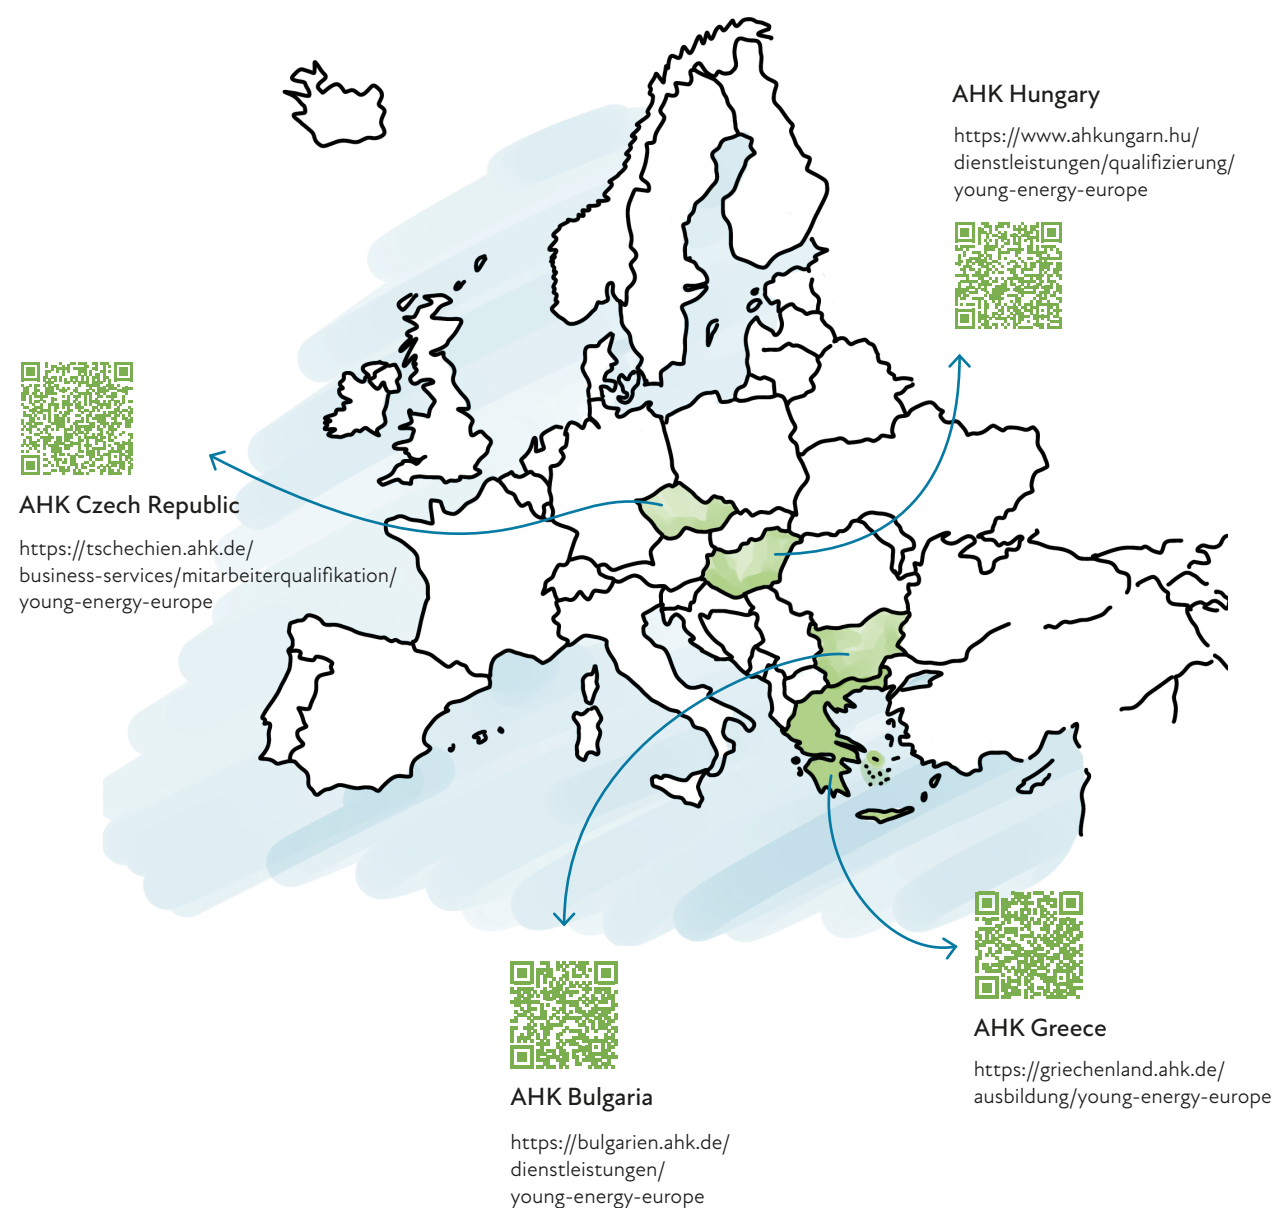 AHK Hungary
https://www.ahkungarn.hu/
dienstleistungen/qualifizierung/
young-energy-europe
AHK Czech Republic
https://tschechien.ahk.de/
business-services/mitarbeiterqualifikation/
young-energy-europe
AHK Greece
https://griechenland.ahk.de/
ausbildung/young-energy-europe
AHK Bulgaria
https://bulgarien.ahk.de/
dienstleistungen/
young-energy-europe